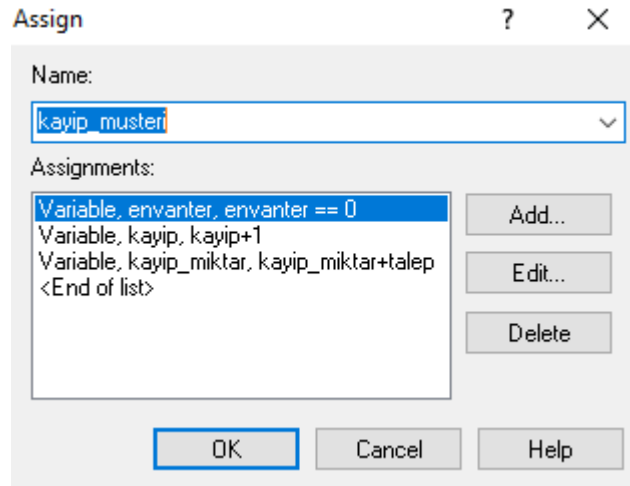 Assign ? ×
Name:
kayip_musteri
Assignments:
Variable, envanter, envanter == 0
Variable, kayip, kayip+1
Variable, kayip_miktar, kayip_miktar+talep
<End of list>
Add...
Edit...
Delete
OK Cancel Help